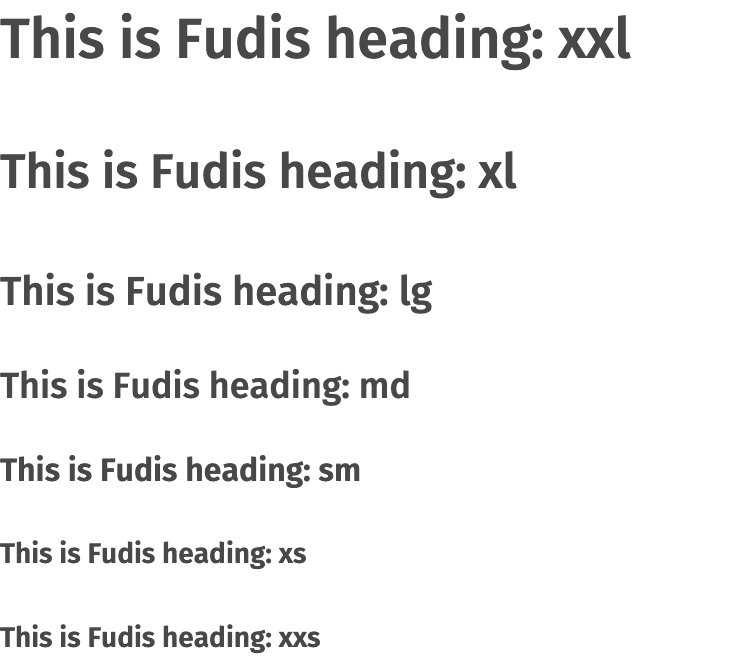 This is Fudis heading: xxl
This is Fudis heading: xl
This is Fudis heading: lg
This is Fudis heading: md
This is Fudis heading: sm
This is Fudis heading: xs
This is Fudis heading: xxs